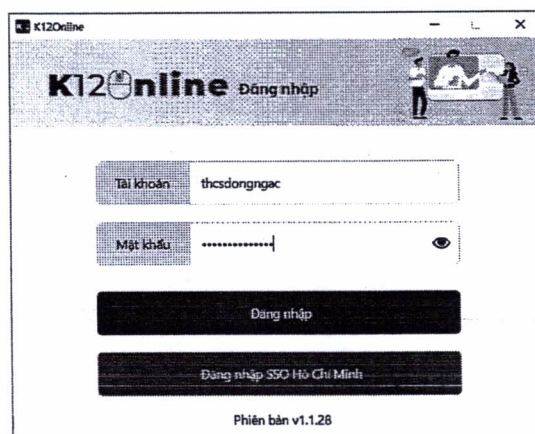 K12Online
K12Online Đăng nhập
Tài khoản thcsdongngac
Mật khẩu ••••••••••••••
Đăng nhập
Đăng nhập SSO Hồ Chí Minh
Phiên bản v1.1.28